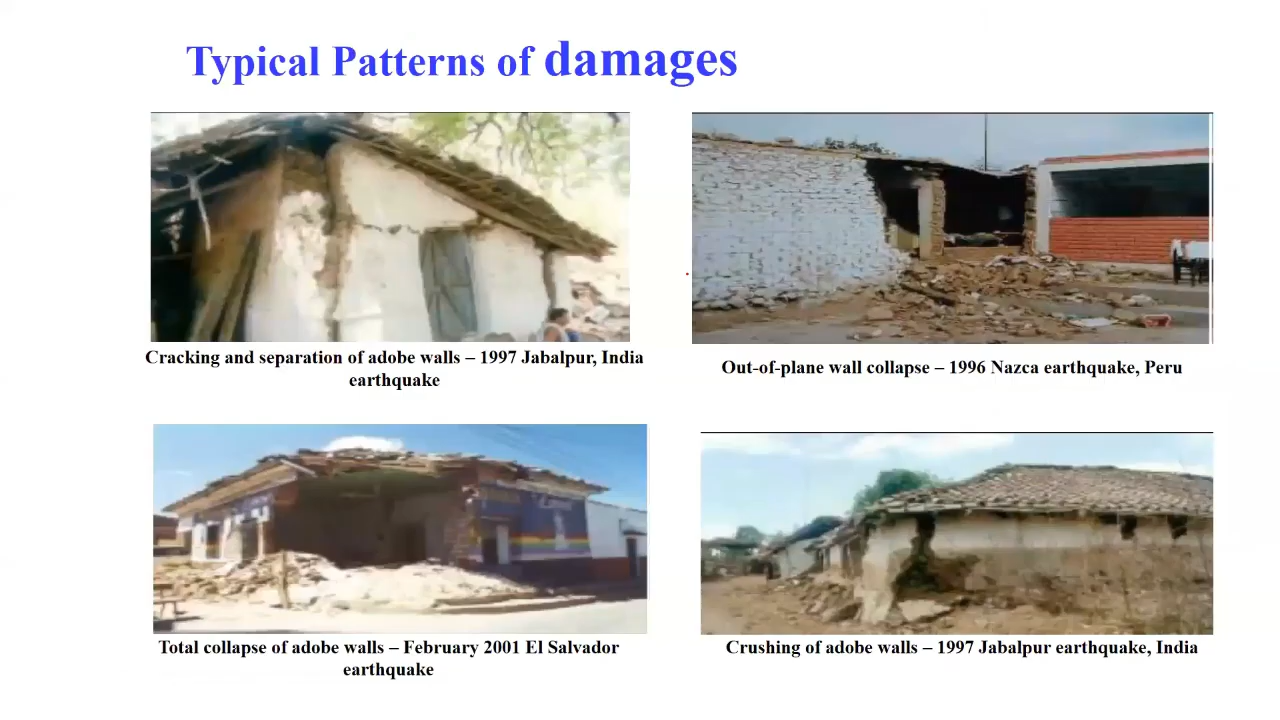 Typical Patterns of damages
Cracking and separation of adobe walls – 1997 Jabalpur, India
earthquake
Out-of-plane wall collapse – 1996 Nazca earthquake, Peru
Total collapse of adobe walls – February 2001 El Salvador
earthquake
Crushing of adobe walls – 1997 Jabalpur earthquake, India